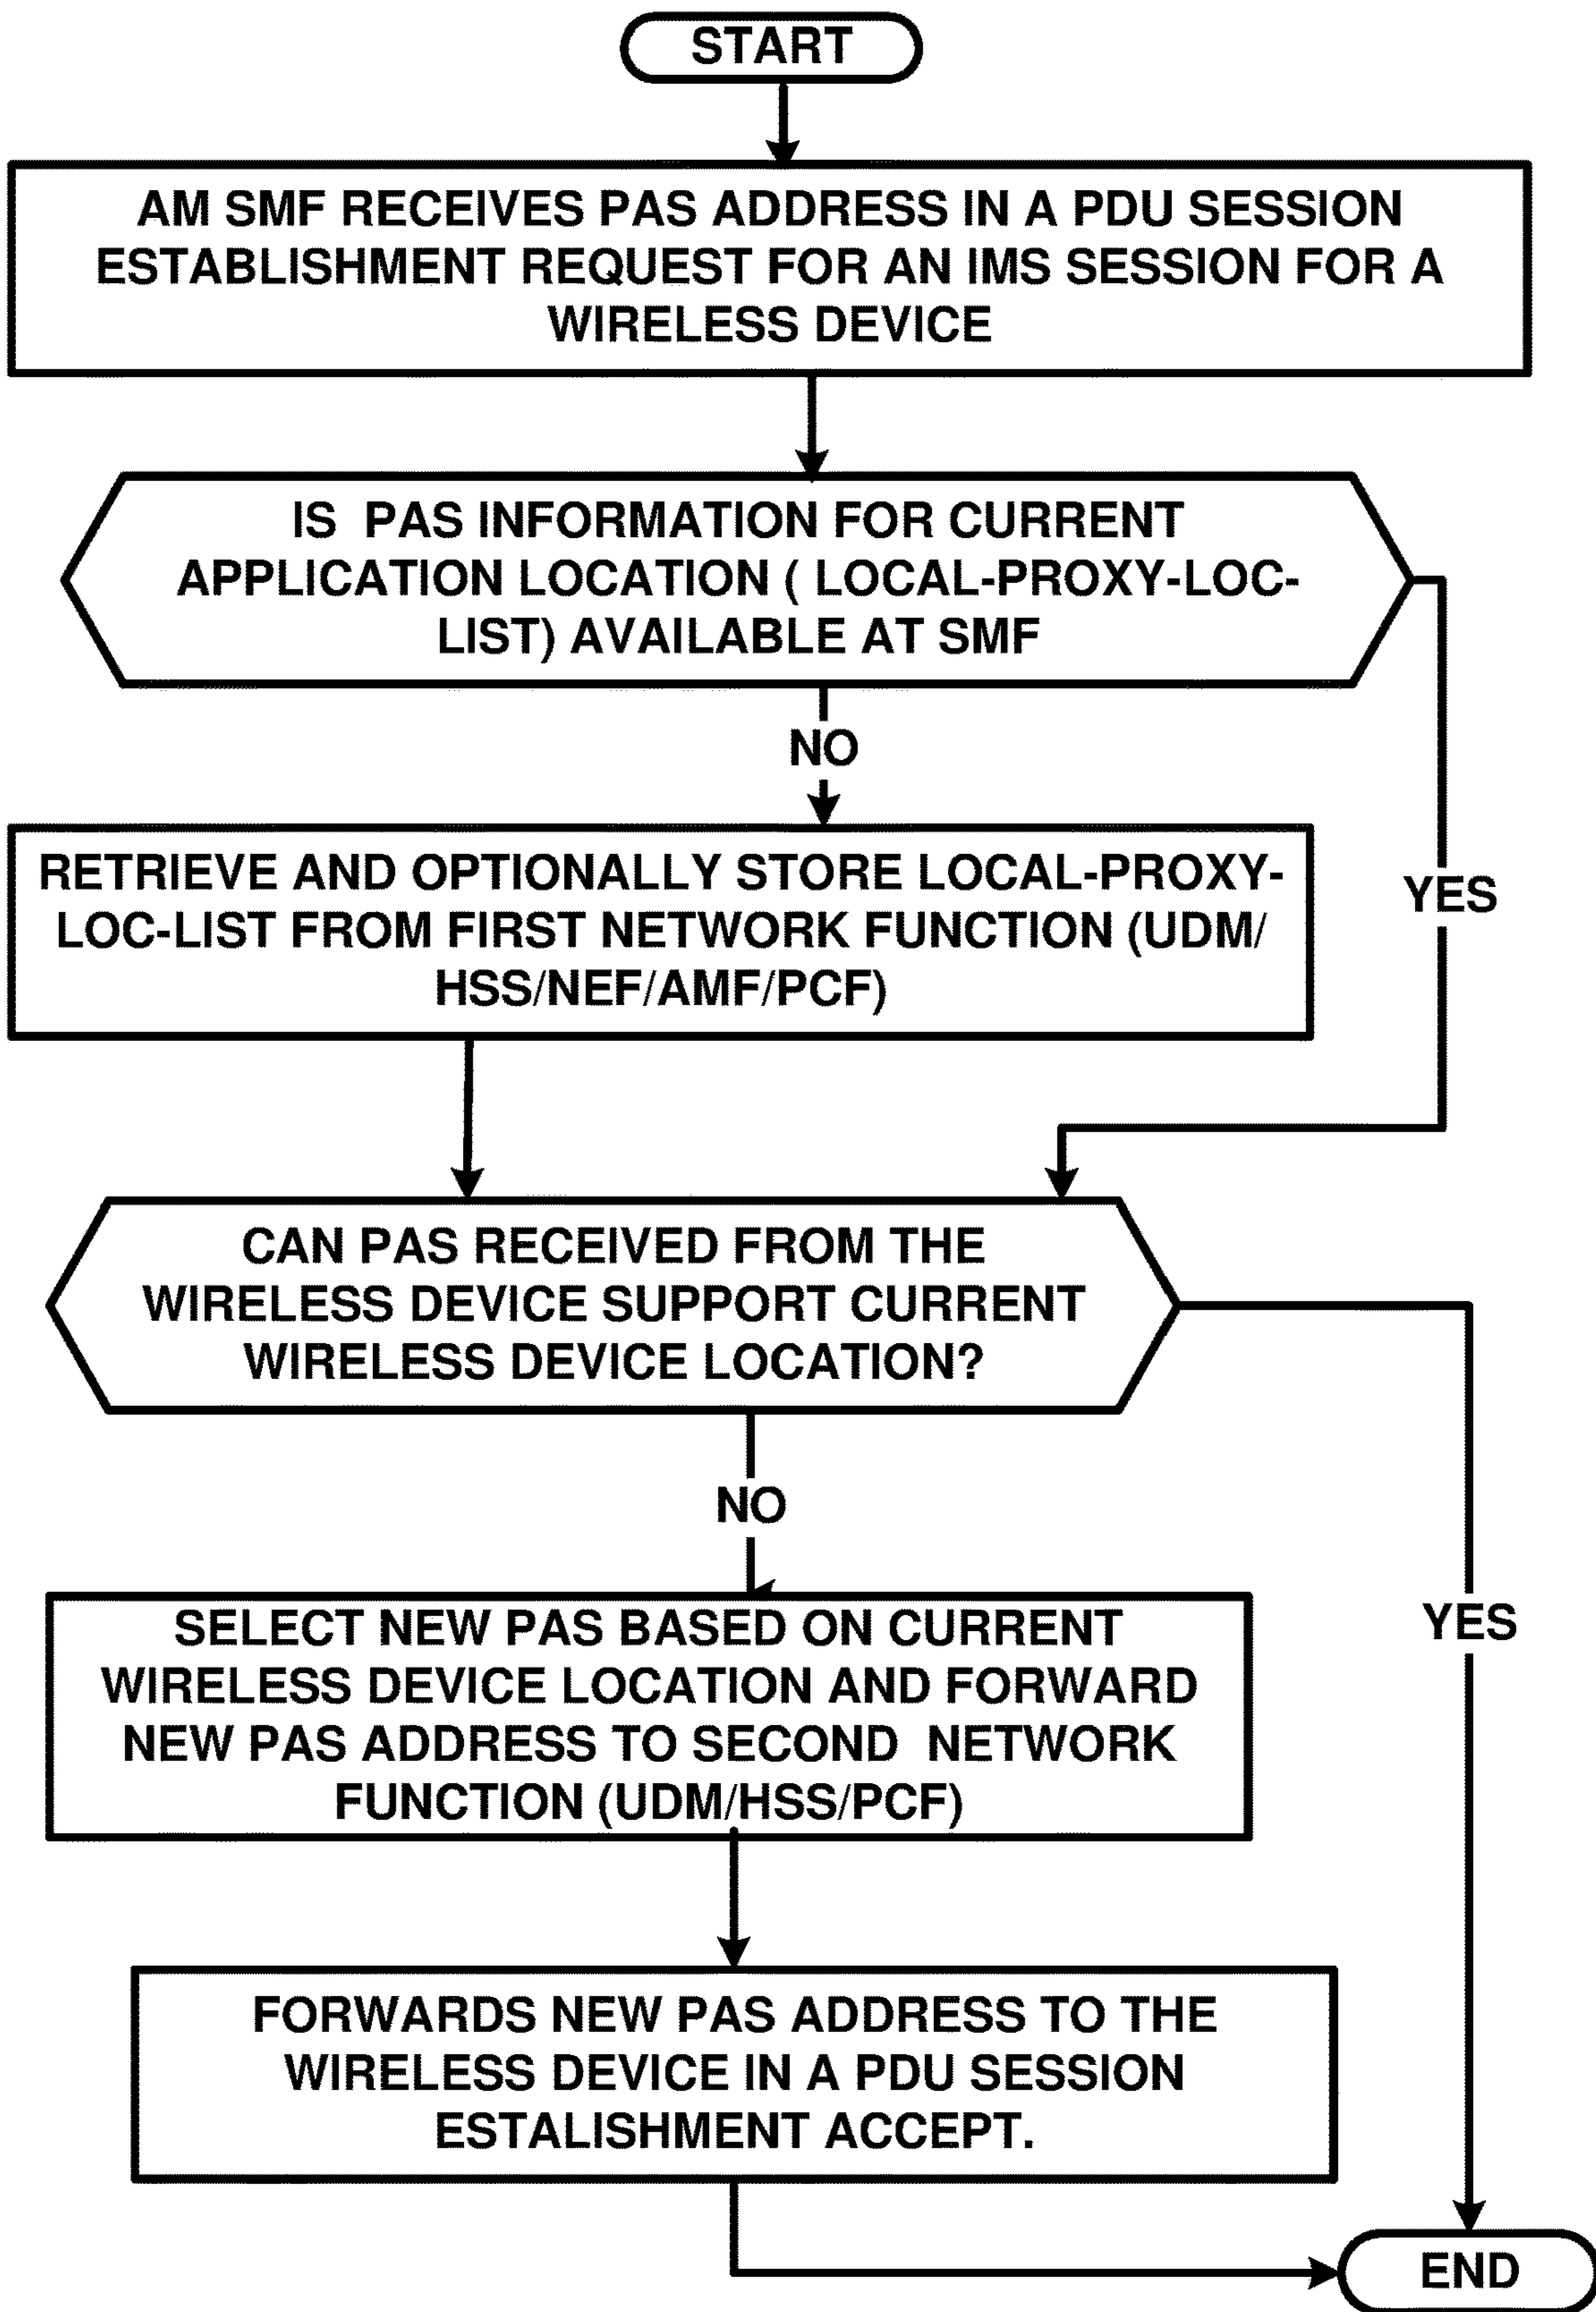 START
AM SMF RECEIVES PAS ADDRESS IN A PDU SESSION
ESTABLISHMENT REQUEST FOR AN IMS SESSION FOR A
WIRELESS DEVICE
IS PAS INFORMATION FOR CURRENT
APPLICATION LOCATION ( LOCAL-PROXY-LOC-
LIST) AVAILABLE AT SMF
NO
RETRIEVE AND OPTIONALLY STORE LOCAL-PROXY-
LOC-LIST FROM FIRST NETWORK FUNCTION (UDM/
HSS/NEF/AMF/PCF)
YES
CAN PAS RECEIVED FROM THE
WIRELESS DEVICE SUPPORT CURRENT
WIRELESS DEVICE LOCATION?
NO
SELECT NEW PAS BASED ON CURRENT
WIRELESS DEVICE LOCATION AND FORWARD
NEW PAS ADDRESS TO SECOND NETWORK
FUNCTION (UDM/HSS/PCF)
YES
FORWARDS NEW PAS ADDRESS TO THE
WIRELESS DEVICE IN A PDU SESSION
ESTALISHMENT ACCEPT.
END